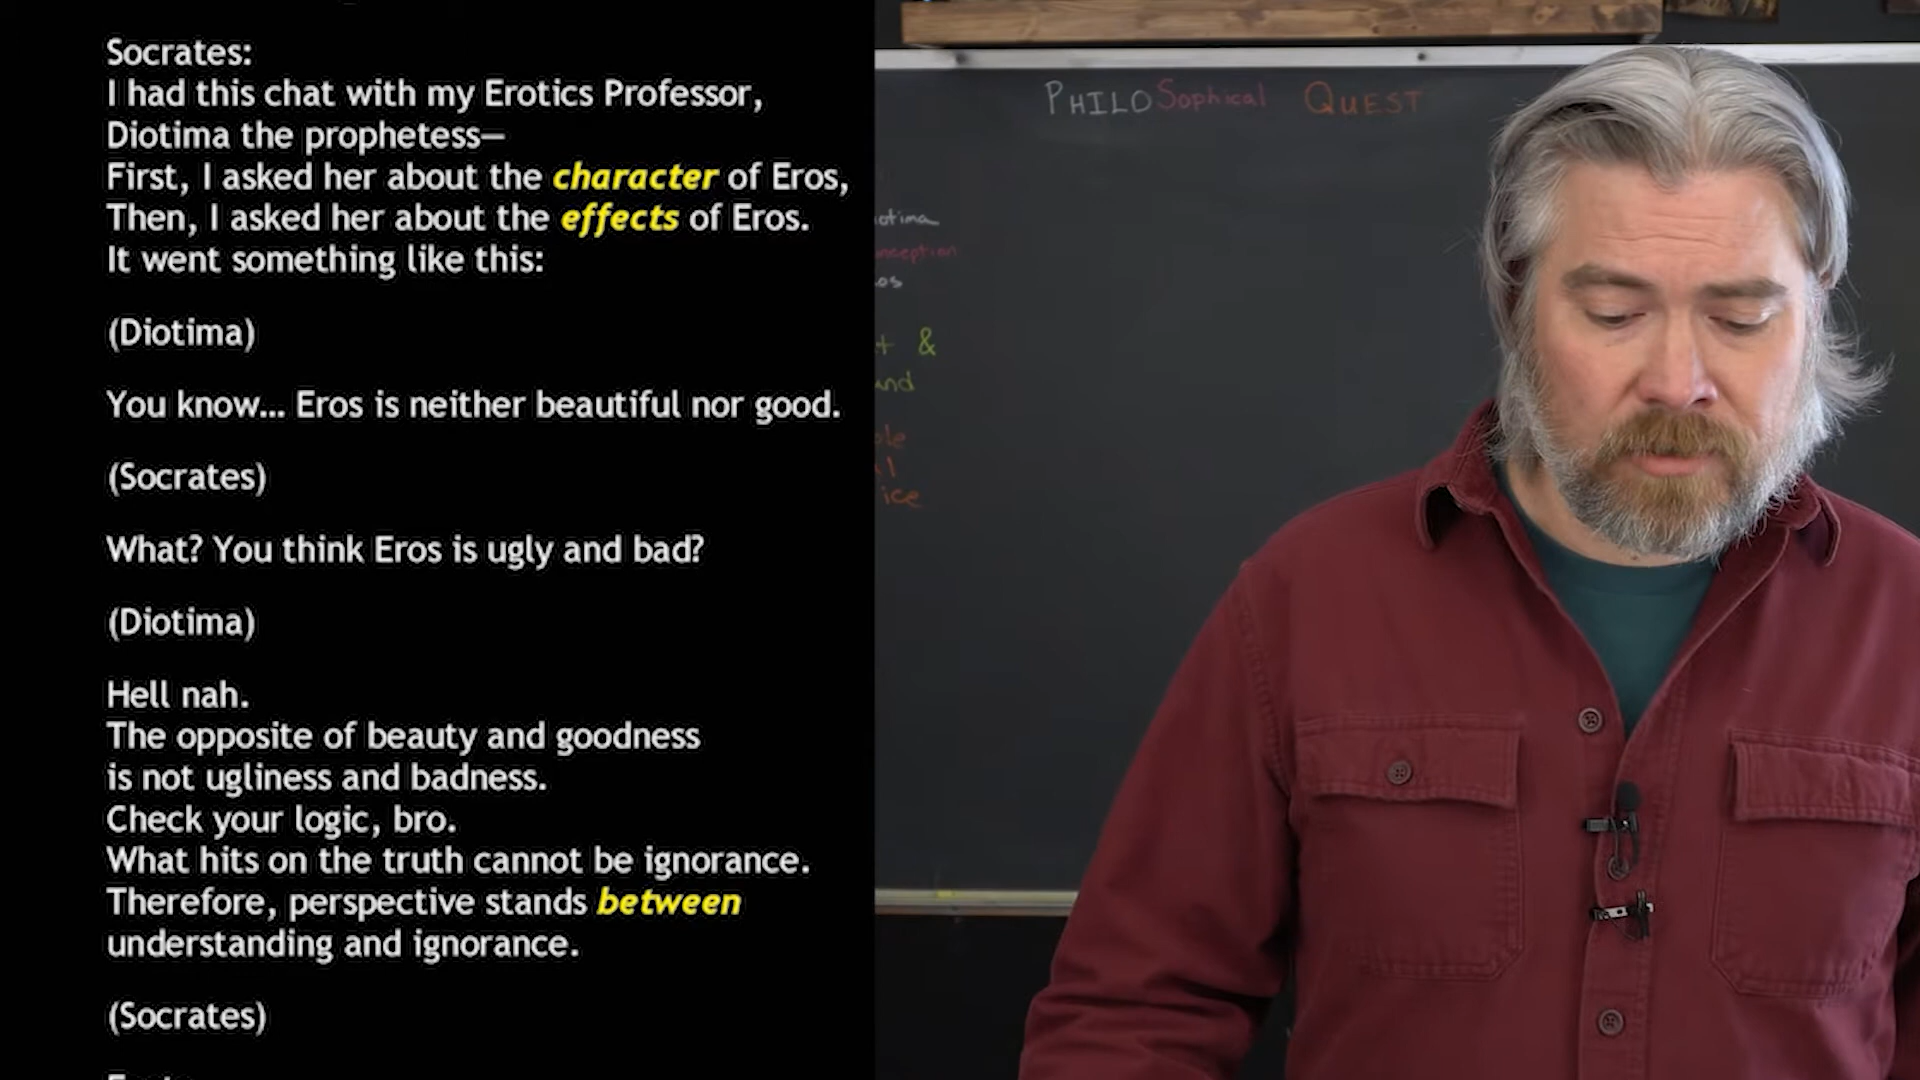 Socrates:
I had this chat with my Erotics Professor,
Diotima the prophetess—
First, I asked her about the character of Eros,
Then, I asked her about the effects of Eros.
It went something like this:
(Diotima)
You know... Eros is neither beautiful nor good.
(Socrates)
What? You think Eros is ugly and bad?
(Diotima)
Hell nah.
The opposite of beauty and goodness
is not ugliness and badness.
Check your logic, bro.
What hits on the truth cannot be ignorance.
Therefore, perspective stands between
understanding and ignorance.
(Socrates)
PHILOSophical QUEST
&